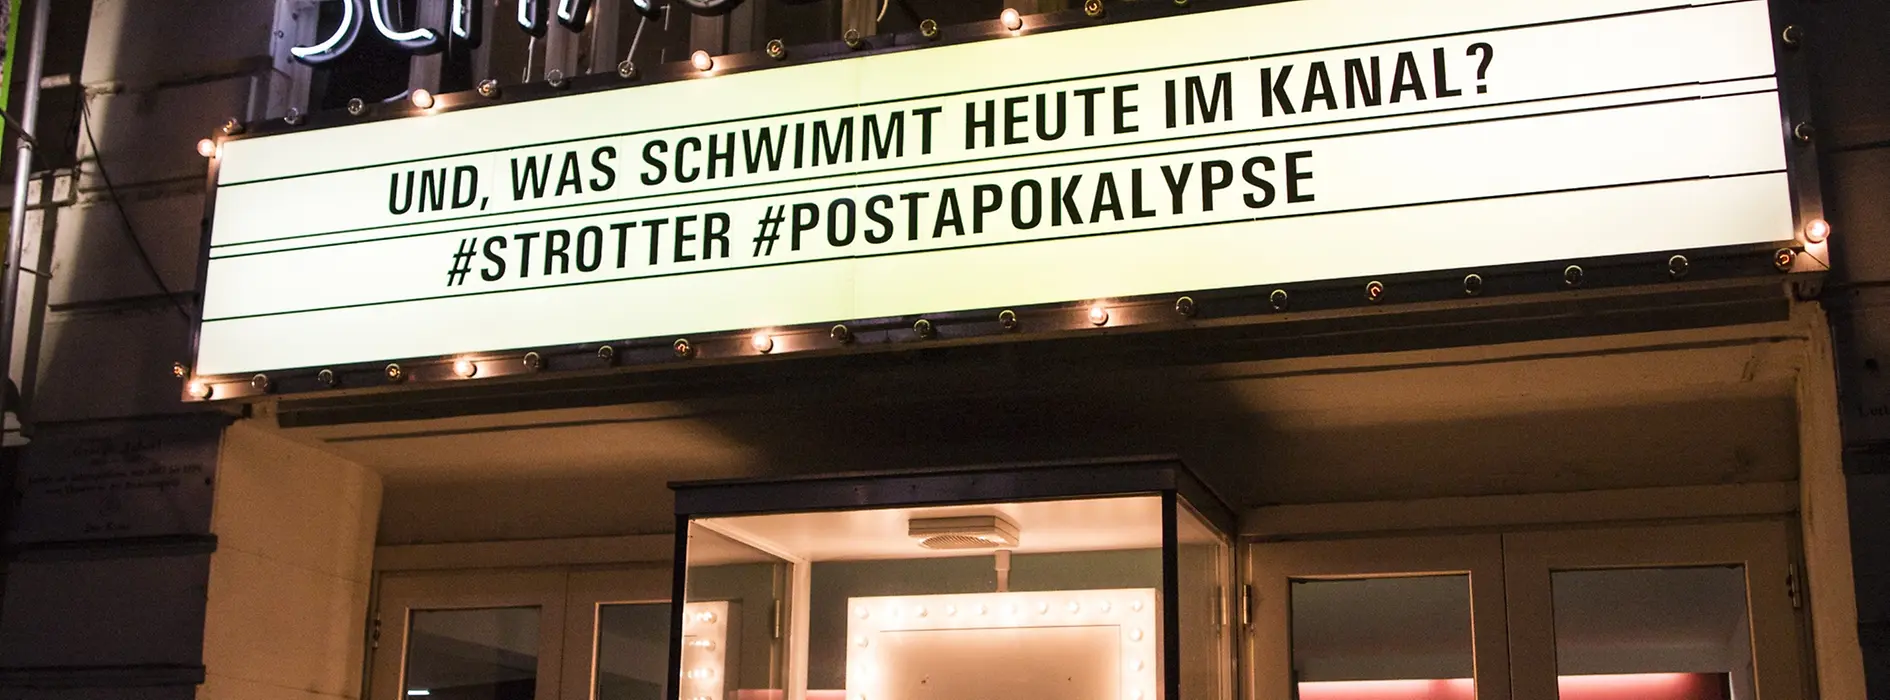 UND, WAS SCHWIMMT HEUTE IM KANAL?
#STROTTER #POSTAPOKALYPSE